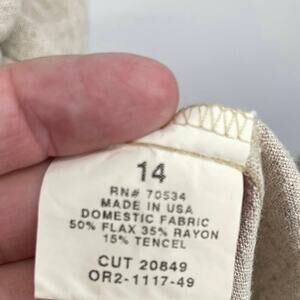 14
RN# 70534
MADE IN USA
DOMESTIC FABRIC
50% FLAX 35% RAYON
15% TENCEL
CUT 20849
OR2-1117-49